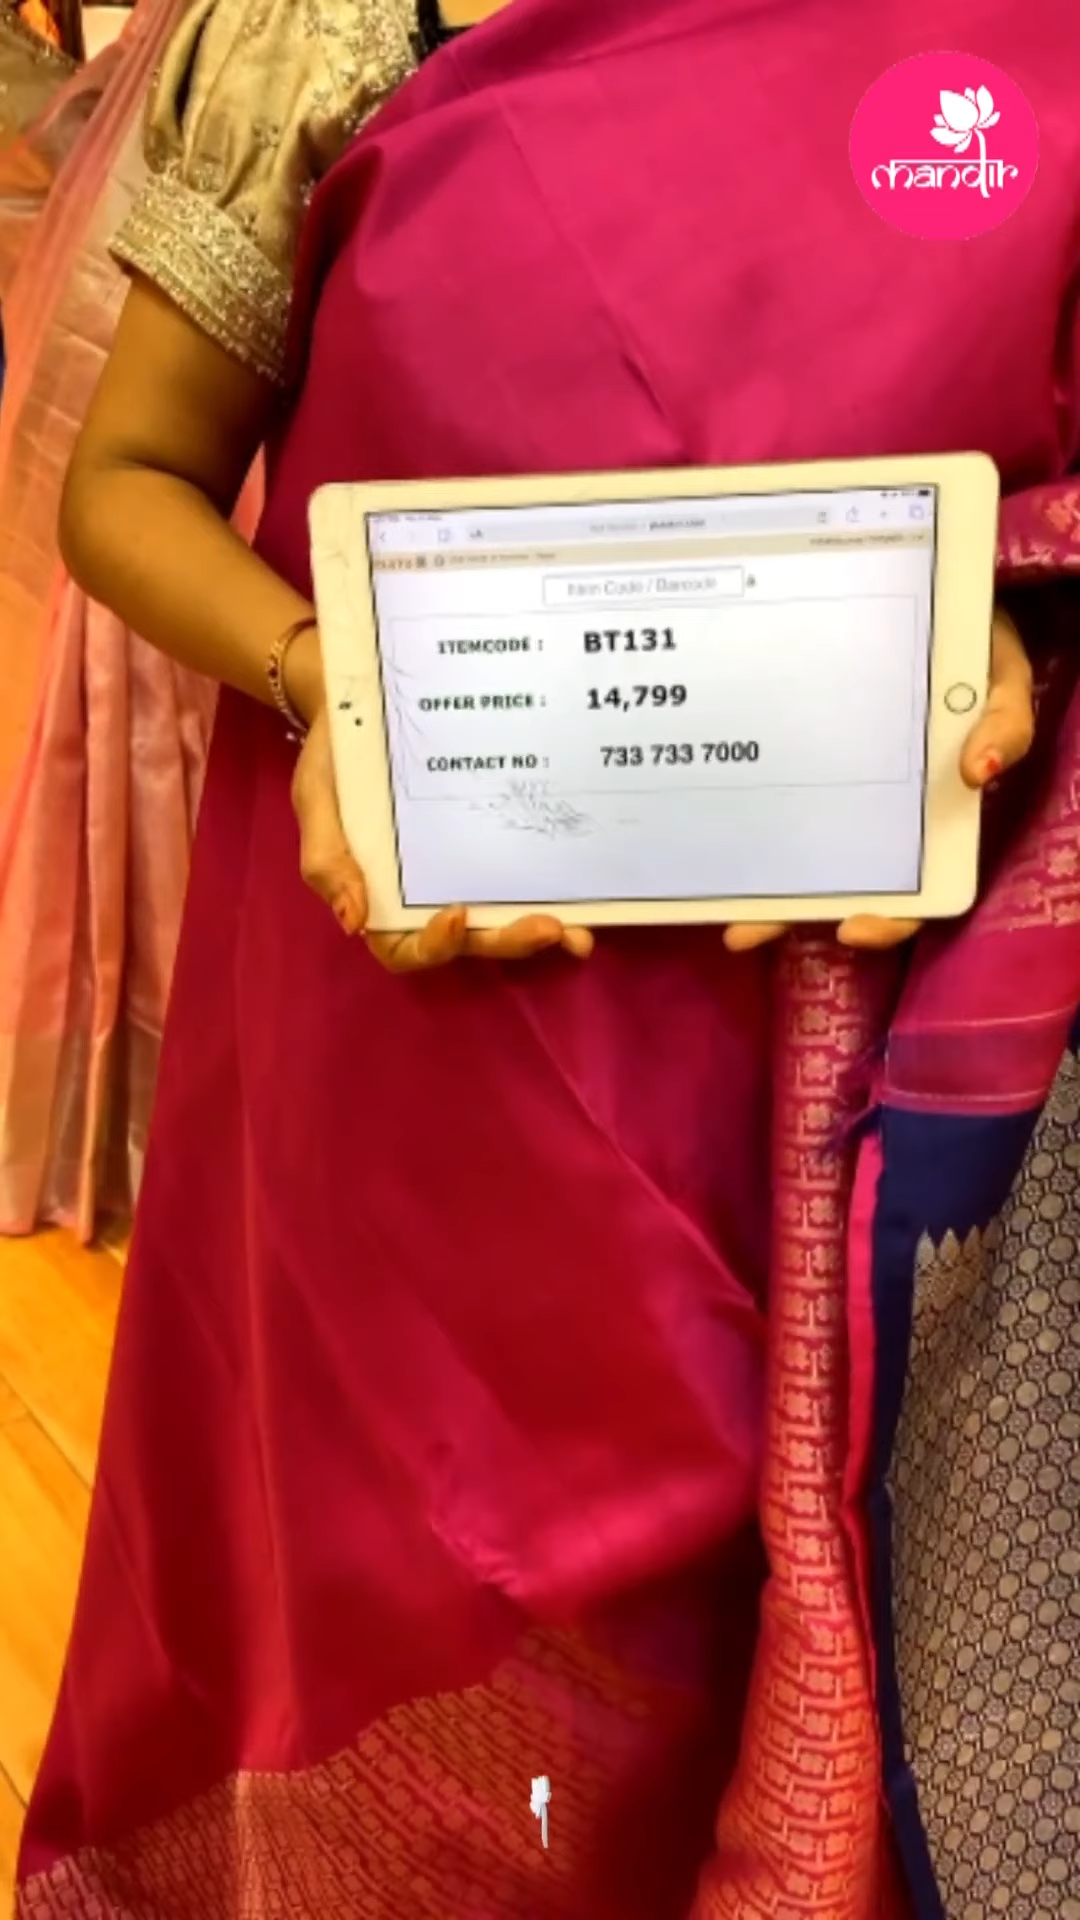 mandir
Item Code / Barcode
ITEMCODE : BT131
OFFER PRICE : 14,799
CONTACT NO : 733 733 7000